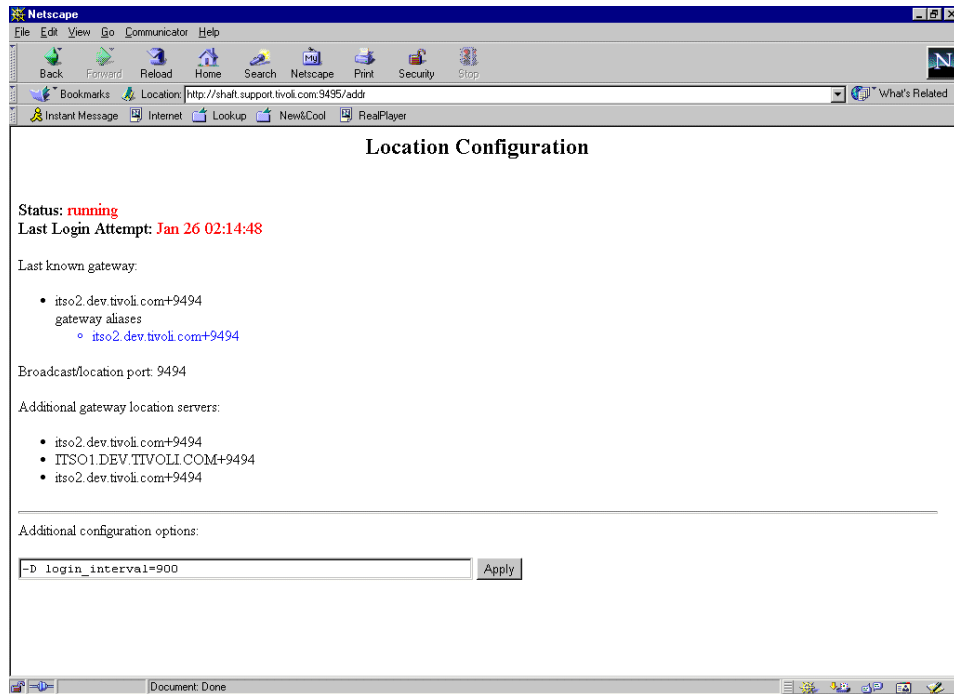 Netscape
File Edit View Go Communicator Help
Back Forward Reload Home Search Netscape Print Security Stop
My
N
Bookmarks Location: http://shaft.support.tivoli.com:9495/addr What's Related
Instant Message Internet Lookup New&Cool RealPlayer
Location Configuration
Status: running
Last Login Attempt: Jan 26 02:14:48
Last known gateway:
itso2.dev.tivoli.com+9494
gateway aliases
itso2.dev.tivoli.com+9494
Broadcast/location port: 9494
Additional gateway location servers:
itso2.dev.tivoli.com+9494
ITSO1.DEV.TIVOLI.COM+9494
itso2.dev.tivoli.com+9494
Additional configuration options:
-D login_interval=900 Apply
Document: Done